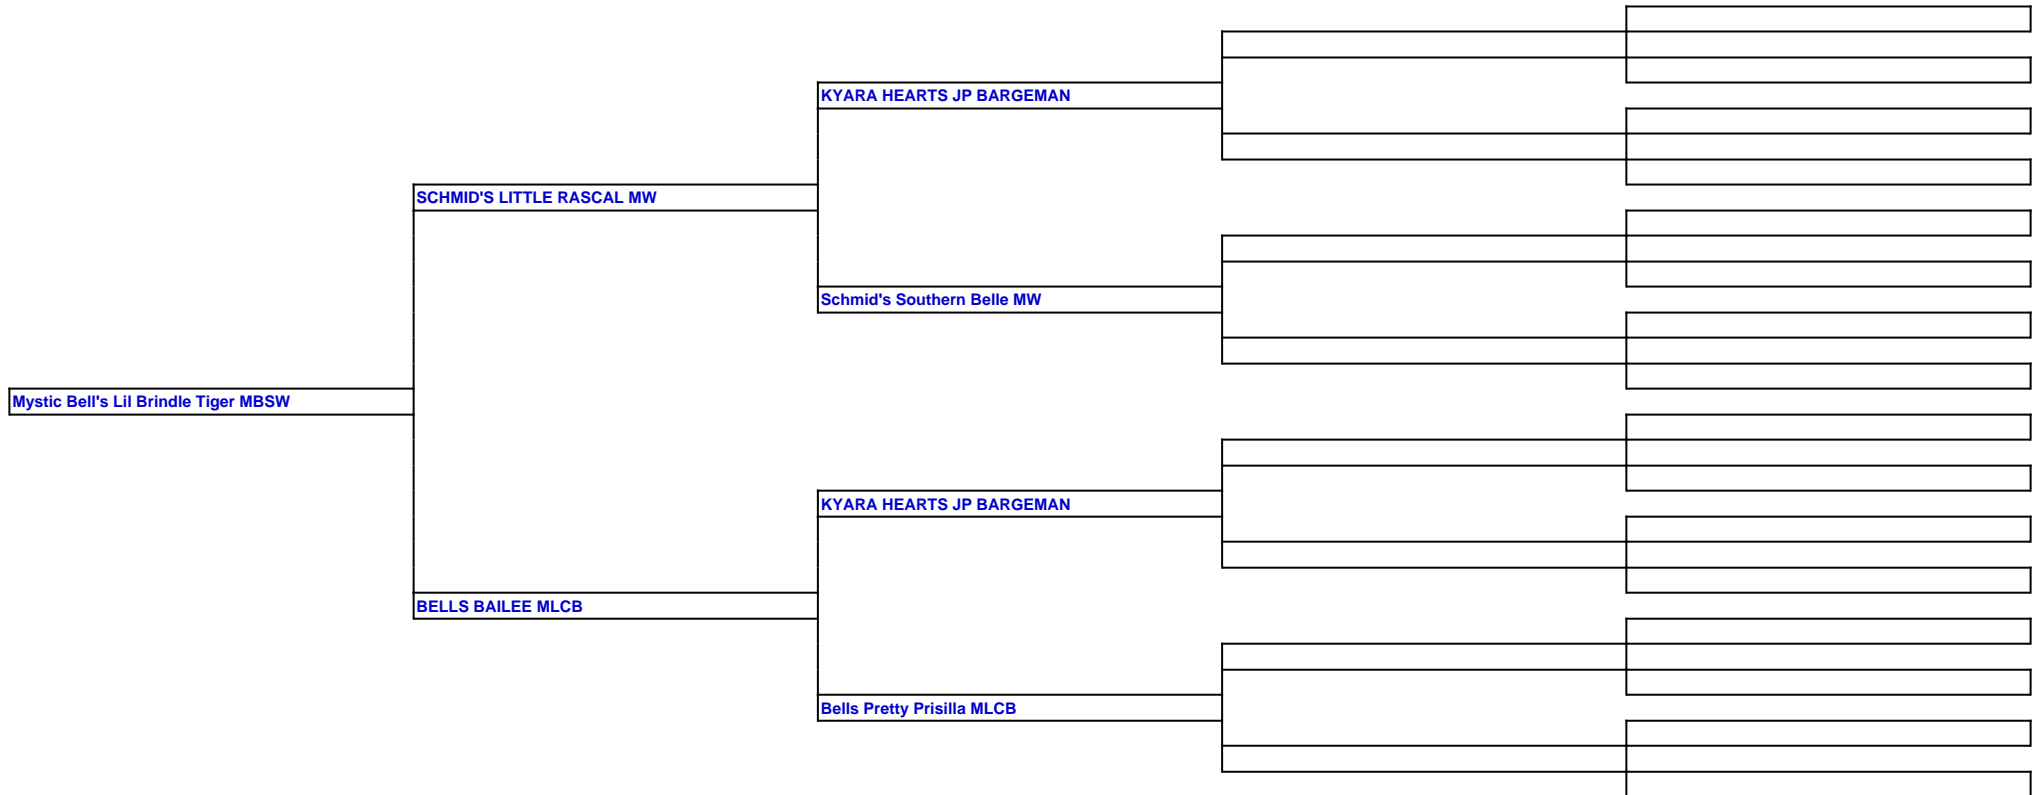 KYARA HEARTS JP BARGEMAN
SCHMID'S LITTLE RASCAL MW
Schmid's Southern Belle MW
Mystic Bell's Lil Brindle Tiger MBSW
KYARA HEARTS JP BARGEMAN
BELLS BAILEE MLCB
Bells Pretty Prisilla MLCB